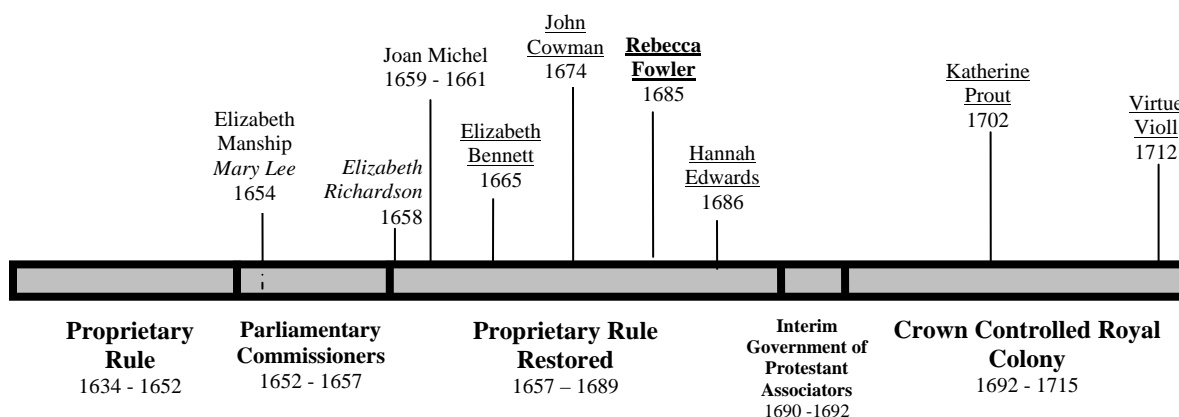 Elizabeth
Manship
Mary Lee
1654
Elizabeth
Richardson
1658
Joan Michel
1659 - 1661
Elizabeth
Bennett
1665
John
Cowman
1674
Rebecca
Fowler
1685
Hannah
Edwards
1686
Katherine
Prout
1702
Virtue
Violl
1712
Proprietary
Rule
1634 - 1652
Parliamentary
Commissioners
1652 - 1657
Proprietary Rule
Restored
1657 – 1689
Interim
Government of
Protestant
Associators
1690 -1692
Crown Controlled Royal
Colony
1692 - 1715